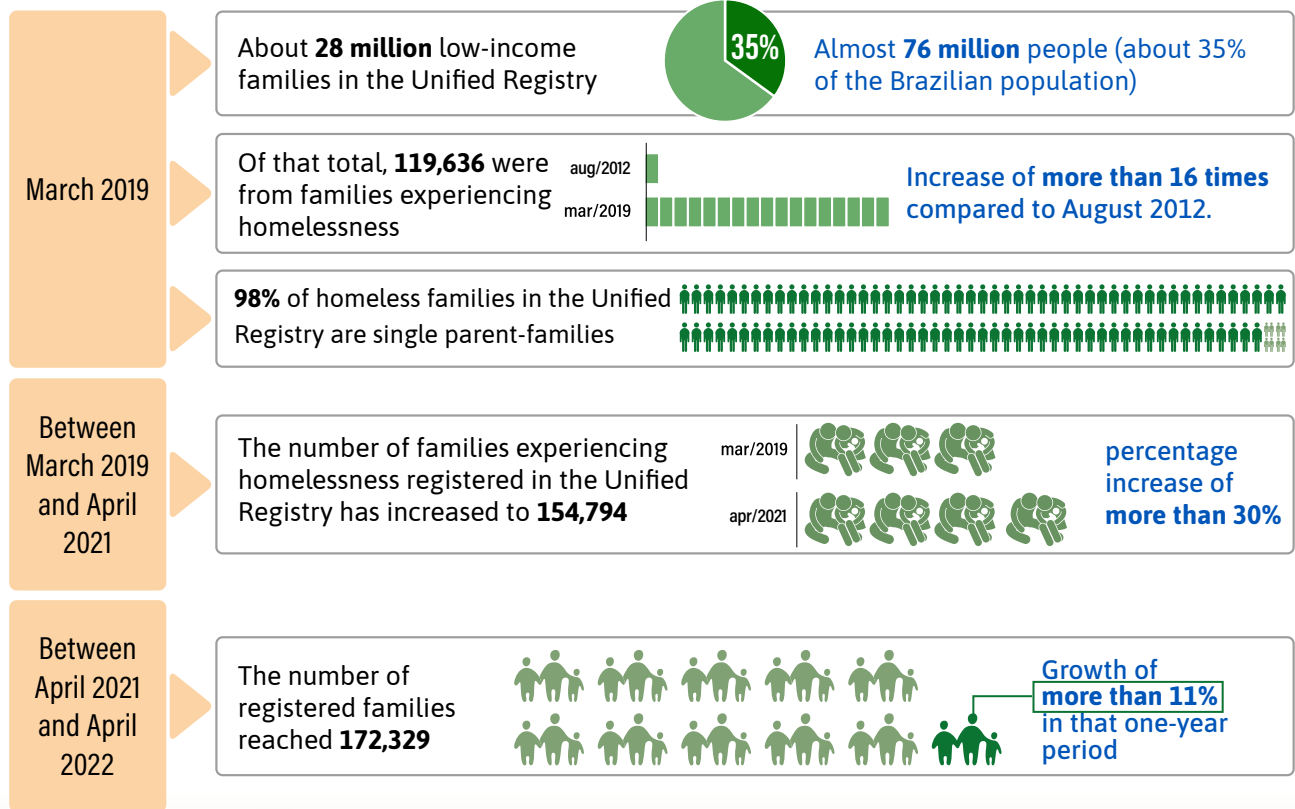 March 2019
About 28 million low-income
families in the Unified Registry
35%
Almost 76 million people (about 35%
of the Brazilian population)
Of that total, 119,636 were
from families experiencing
homelessness
aug/2012
mar/2019
Increase of more than 16 times
compared to August 2012.
98% of homeless families in the Unified
Registry are single parent-families
Between
March 2019
and April
2021
The number of families experiencing
homelessness registered in the Unified
Registry has increased to 154,794
mar/2019
apr/2021
percentage
increase of
more than 30%
Between
April 2021
and April
2022
The number of
registered families
reached 172,329
Growth of
more than 11%
in that one-year
period